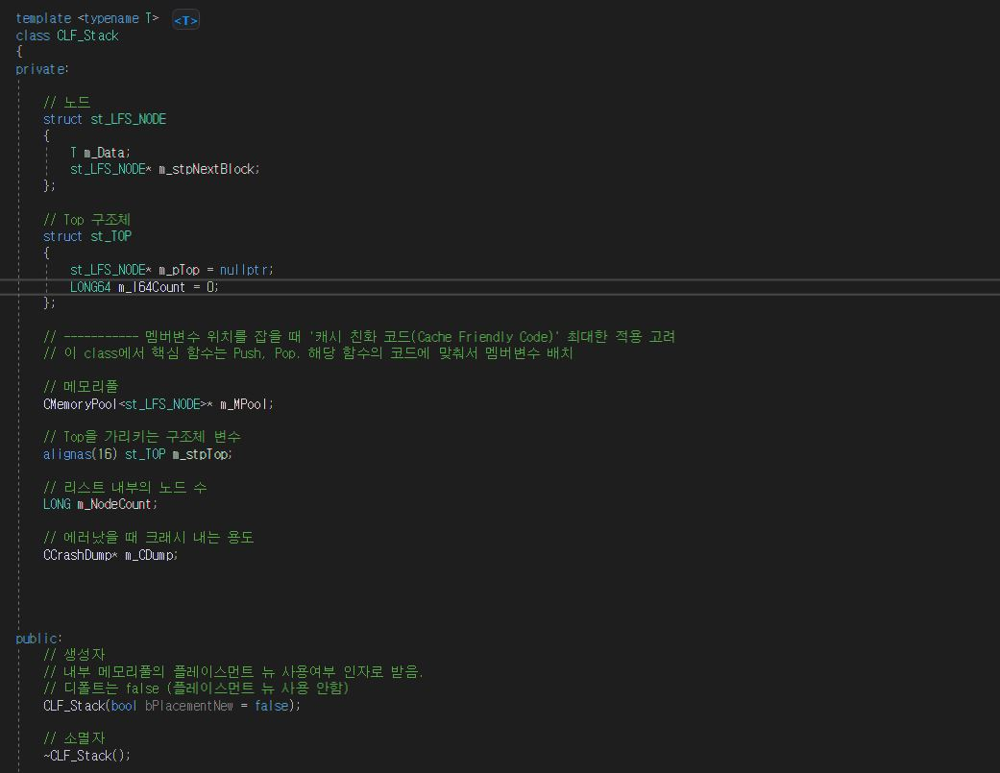 template <typename T> <T>
class CLF_Stack
{
private:
// 노드
struct st_LFS_NODE
{
T m_Data;
st_LFS_NODE* m_stpNextBlock;
};
// Top 구조체
struct st_TOP
{
st_LFS_NODE* m_pTop = nullptr;
LONG64 m_l64Count = 0;
};
// ----------- 멤버변수 위치를 잡을 때 '캐시 친화 코드(Cache Friendly Code)' 최대한 적용 고려
// 이 class에서 핵심 함수는 Push, Pop. 해당 함수의 코드에 맞춰서 멤버변수 배치
// 메모리풀
CMemoryPool<st_LFS_NODE>* m_MPool;
// Top을 가리키는 구조체 변수
alignas(16) st_TOP m_stpTop;
// 리스트 내부의 노드 수
LONG m_NodeCount;
// 에러났을 때 크래시 내는 용도
CCrashDump* m_CDump;
public:
// 생성자
// 내부 메모리풀의 플레이스먼트 뉴 사용여부 인자로 받음.
// 디폴트는 false (플레이스먼트 뉴 사용 안함)
CLF_Stack(bool bPlacementNew = false);
// 소멸자
~CLF_Stack();